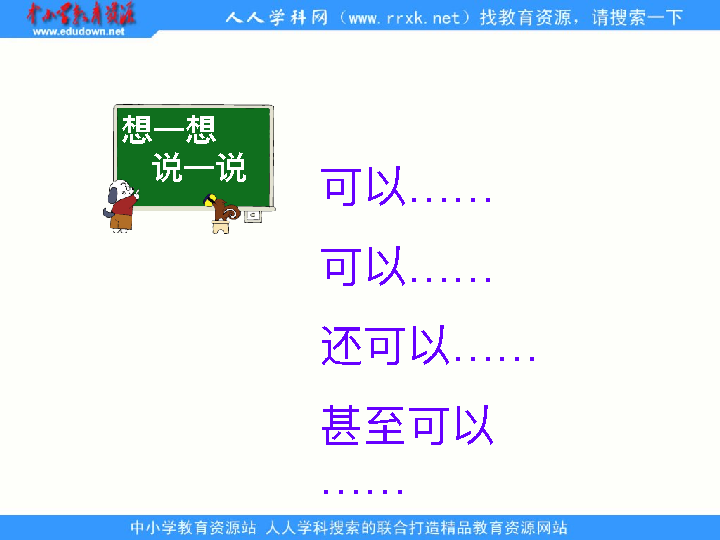 中小学教育资源
www.edudown.net
人人学科网（www.rrxk.net）找教育资源，请搜索一下
想一想
说一说
可以……
可以……
还可以……
甚至可以
……
中小学教育资源站 人人学科搜索的联合打造精品教育资源网站